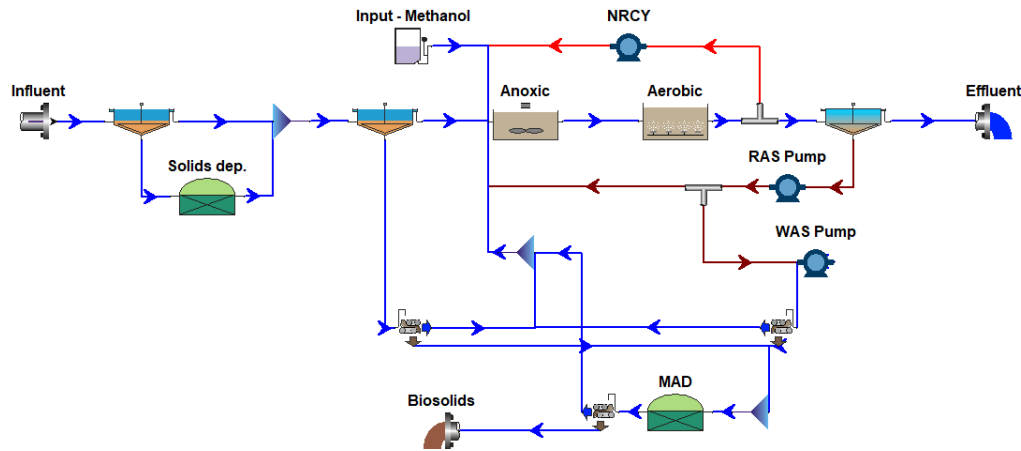 Input - Methanol
NRCY
Influent
Anoxic
Aerobic
Effluent
Solids dep.
RAS Pump
WAS Pump
MAD
Biosolids